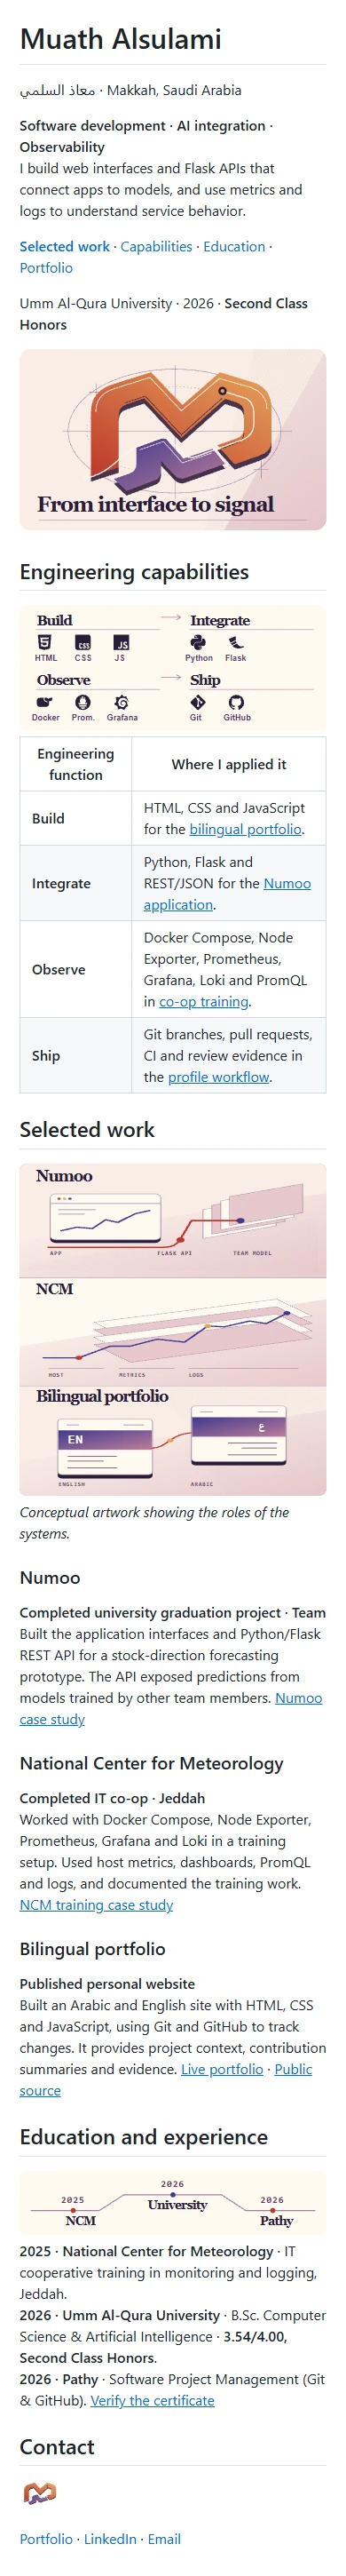 Muath Alsulami
معاذ السلمي · Makkah, Saudi Arabia
Software development · AI integration ·
Observability
I build web interfaces and Flask APIs that
connect apps to models, and use metrics and
logs to understand service behavior.
Selected work · Capabilities · Education ·
Portfolio
Umm Al-Qura University · 2026 · Second Class
Honors
From interface to signal
Engineering capabilities
Build
Integrate
HTML CSS JS
Python Flask
Observe
Ship
Docker Prom. Grafana
Git GitHub
Engineering
function
Where I applied it
Build
HTML, CSS and JavaScript
for the bilingual portfolio.
Integrate
Python, Flask and
REST/JSON for the Numoo
application.
Observe
Docker Compose, Node
Exporter, Prometheus,
Grafana, Loki and PromQL
in co-op training.
Ship
Git branches, pull requests,
CI and review evidence in
the profile workflow.
Selected work
Numoo
APP FLASK API TEAM MODEL
NCM
HOST METRICS LOGS
Bilingual portfolio
EN
ع
ENGLISH ARABIC
Conceptual artwork showing the roles of the
systems.
Numoo
Completed university graduation project · Team
Built the application interfaces and Python/Flask
REST API for a stock-direction forecasting
prototype. The API exposed predictions from
models trained by other team members. Numoo
case study
National Center for Meteorology
Completed IT co-op · Jeddah
Worked with Docker Compose, Node Exporter,
Prometheus, Grafana and Loki in a training
setup. Used host metrics, dashboards, PromQL
and logs, and documented the training work.
NCM training case study
Bilingual portfolio
Published personal website
Built an Arabic and English site with HTML, CSS
and JavaScript, using Git and GitHub to track
changes. It provides project context, contribution
summaries and evidence. Live portfolio · Public
source
Education and experience
2025
NCM
2026
University
2026
Pathy
2025 · National Center for Meteorology · IT
cooperative training in monitoring and logging,
Jeddah.
2026 · Umm Al-Qura University · B.Sc. Computer
Science & Artificial Intelligence · 3.54/4.00,
Second Class Honors.
2026 · Pathy · Software Project Management (Git
& GitHub). Verify the certificate
Contact
Portfolio · LinkedIn · Email